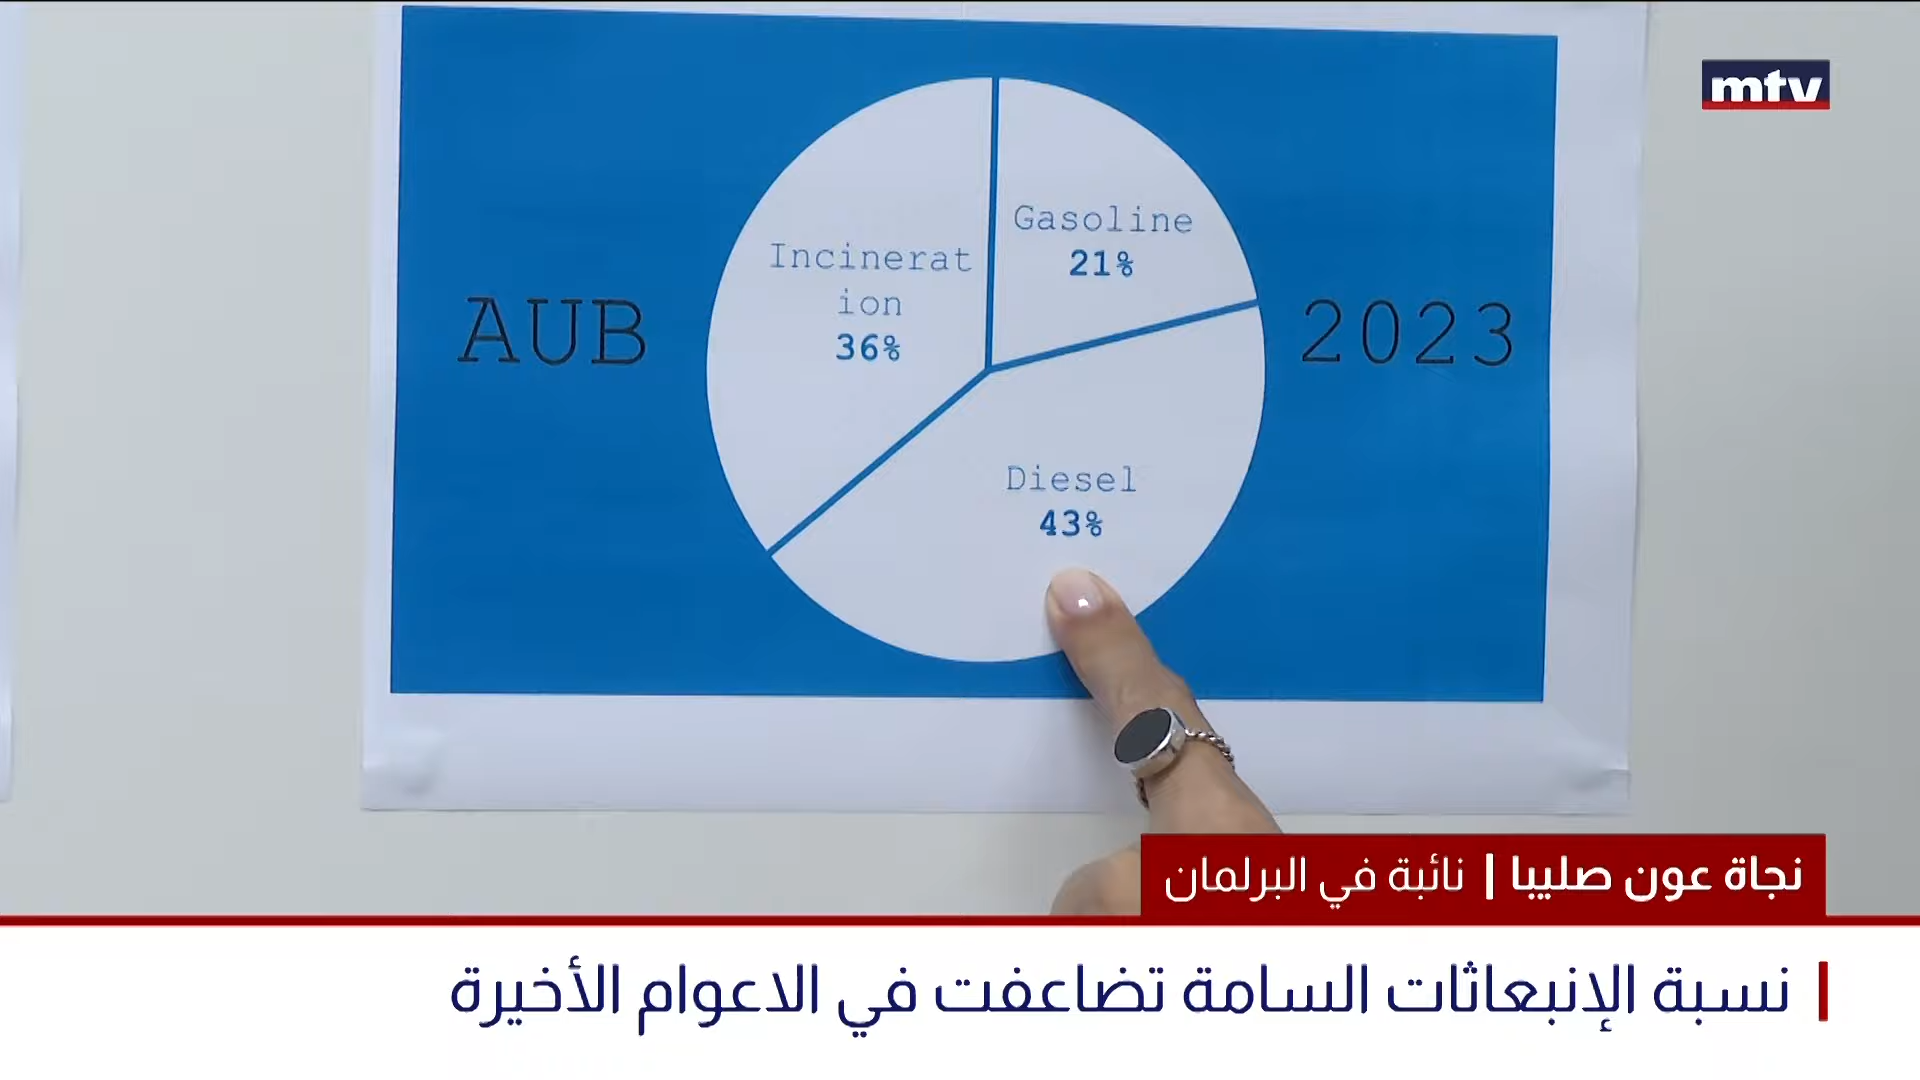 mtv
Gasoline
21%
Incinerat
ion
36%
AUB
2023
Diesel
43%
نجاة عون صليبا | نائبة في البرلمان
نسبة الإنبعاثات السامة تضاعفت في الاعوام الأخيرة